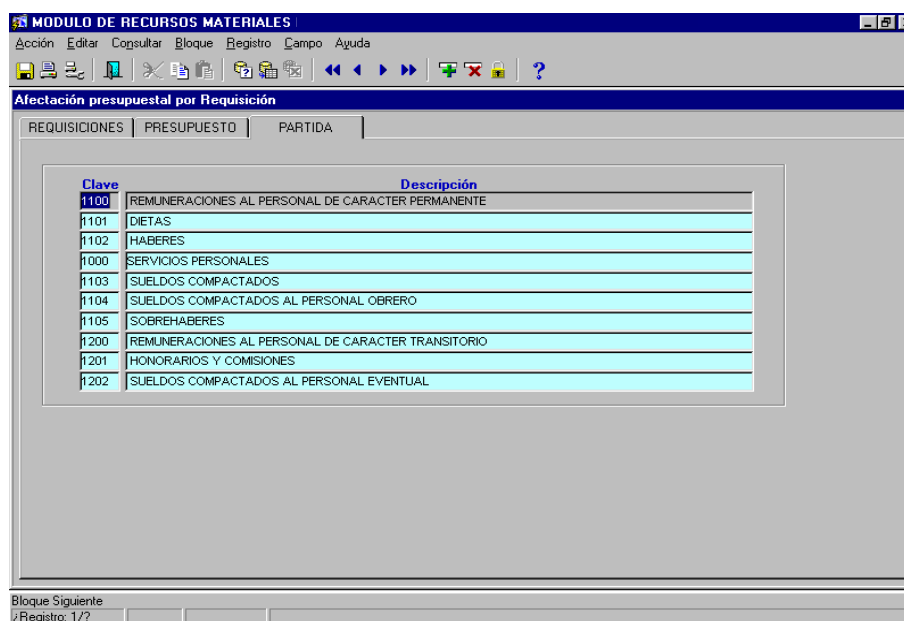 MODULO DE RECURSOS MATERIALES
Acción Editar Consultar Bloque Registro Campo Ayuda
Afectación presupuestal por Requisición
REQUISICIONES PRESUPUESTO PARTIDA
Clave Descripción
1100 REMUNERACIONES AL PERSONAL DE CARACTER PERMANENTE
1101 DIETAS
1102 HABERES
1000 SERVICIOS PERSONALES
1103 SUELDOS COMPACTADOS
1104 SUELDOS COMPACTADOS AL PERSONAL OBRERO
1105 SOBREHABERES
1200 REMUNERACIONES AL PERSONAL DE CARACTER TRANSITORIO
1201 HONORARIOS Y COMISIONES
1202 SUELDOS COMPACTADOS AL PERSONAL EVENTUAL
Bloque Siguiente
¿Registro: 1/?